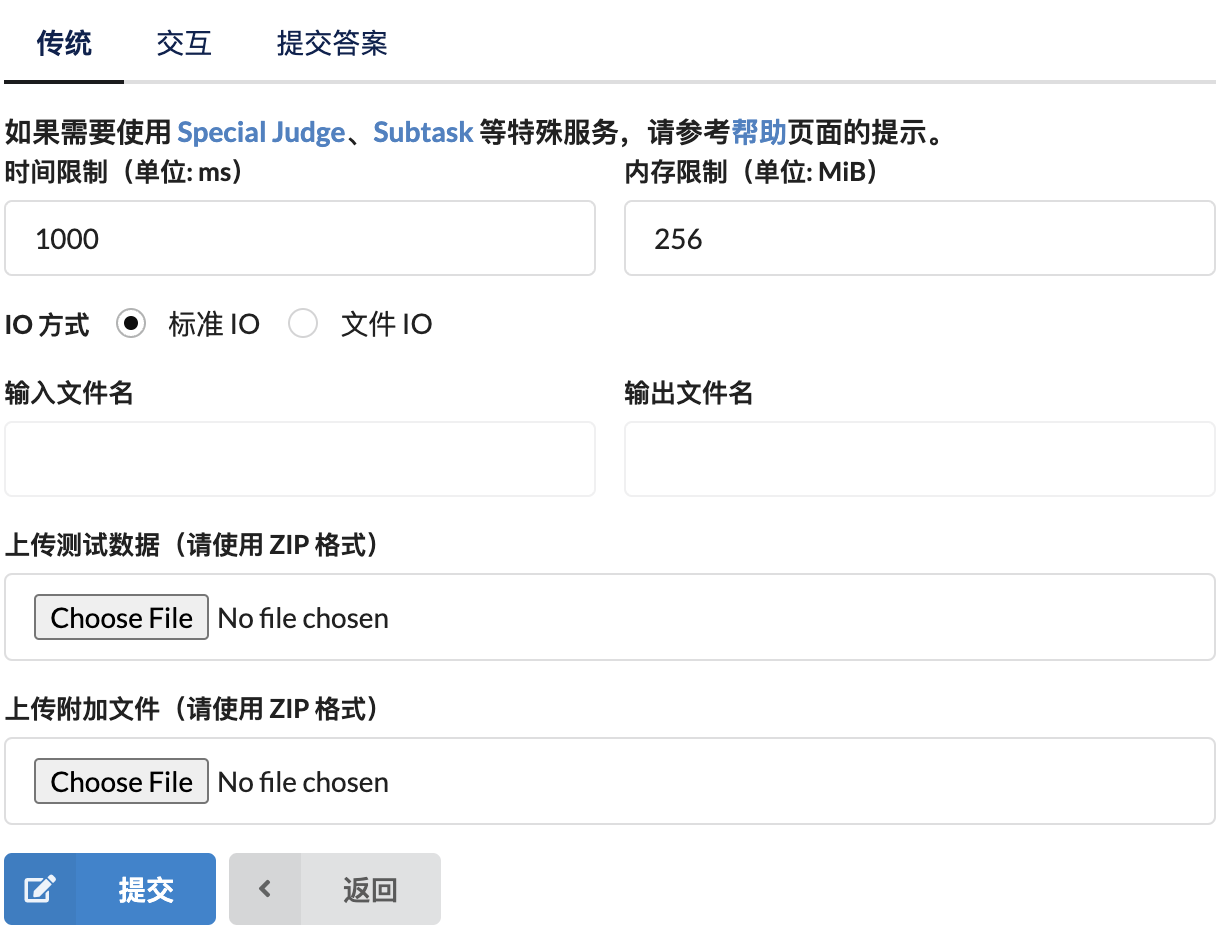 传统 交互 提交答案
如果需要使用 Special Judge、Subtask 等特殊服务，请参考帮助页面的提示。
时间限制（单位: ms） 内存限制（单位: MiB）
1000 256
IO 方式 标准 IO 文件 IO
输入文件名 输出文件名
上传测试数据（请使用 ZIP 格式）
Choose File No file chosen
上传附加文件（请使用 ZIP 格式）
Choose File No file chosen
提交 返回